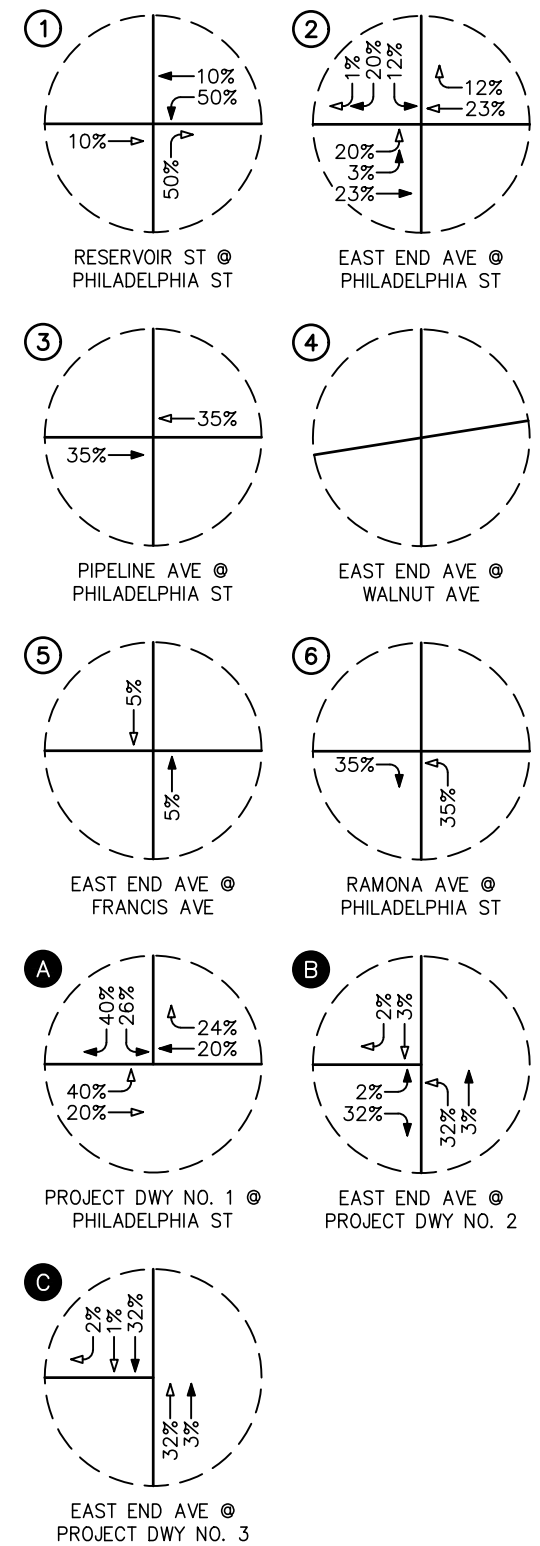 1
10%
50%
10%
50%
RESERVOIR ST @
PHILADELPHIA ST
2
1%
20%
12%
12%
23%
20%
3%
23%
EAST END AVE @
PHILADELPHIA ST
3
35%
35%
PIPELINE AVE @
PHILADELPHIA ST
4
EAST END AVE @
WALNUT AVE
5
5%
5%
EAST END AVE @
FRANCIS AVE
6
35%
35%
RAMONA AVE @
PHILADELPHIA ST
A
40%
26%
24%
20%
40%
20%
PROJECT DWY NO. 1 @
PHILADELPHIA ST
B
2%
3%
2%
32%
32%
3%
EAST END AVE @
PROJECT DWY NO. 2
C
2%
1%
32%
32%
3%
EAST END AVE @
PROJECT DWY NO. 3